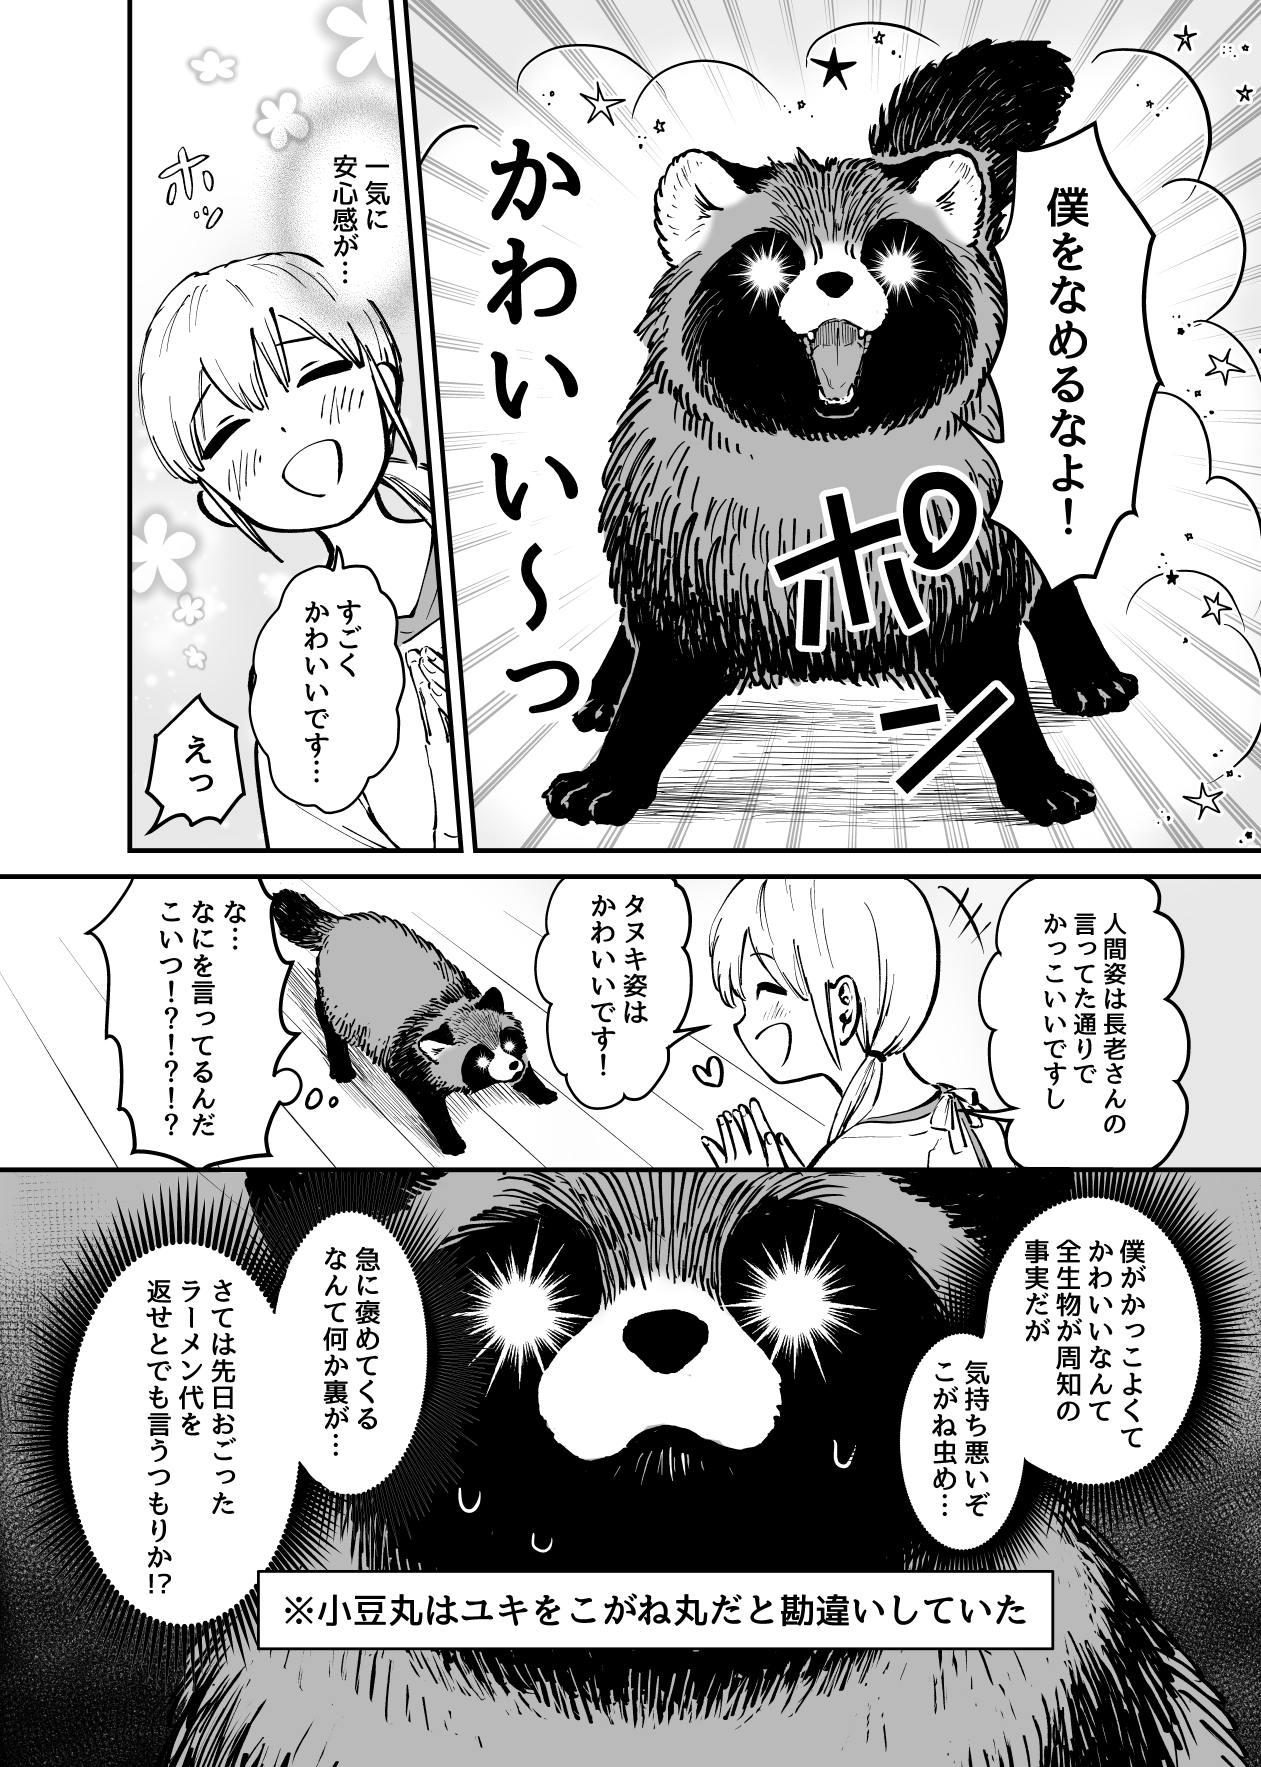 僕をなめるなよ！
ポンッ
かわいい〜っ
一気に
安心感が…
ホッ
すごく
かわいいです…
えっ
人間姿は長老さんの
言ってた通りで
かっこいいですし
タヌキ姿は
かわいいです！
な…
なにを言ってるんだ
こいつ！？！？！？
僕がかっこよくて
かわいいなんて
全生物が周知の
事実だが
気持ち悪いぞ
こがね虫め…
急に褒めてくる
なんて何か裏が…
さては先日おごった
ラーメン代を
返せとでも言うつもりか!?
※小豆丸はユキをこがね丸だと勘違いしていた